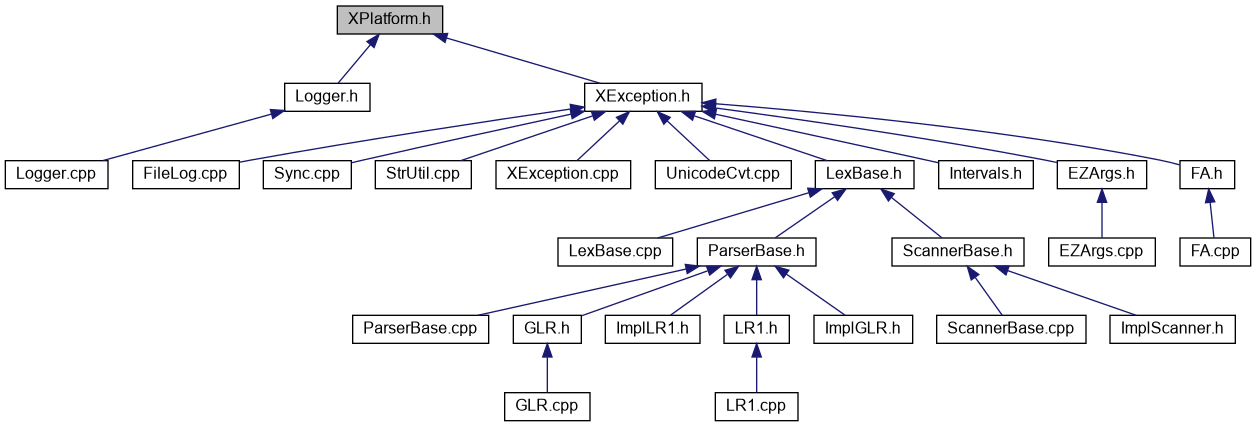 XPlatform.h
Logger.h
XException.h
Logger.cpp
FileLog.cpp
Sync.cpp
StrUtil.cpp
XException.cpp
UnicodeCvt.cpp
LexBase.h
Intervals.h
EZArgs.h
FA.h
LexBase.cpp
ParserBase.h
ScannerBase.h
EZArgs.cpp
FA.cpp
ParserBase.cpp
GLR.h
ImplLR1.h
LR1.h
ImplGLR.h
ScannerBase.cpp
ImplScanner.h
GLR.cpp
LR1.cpp